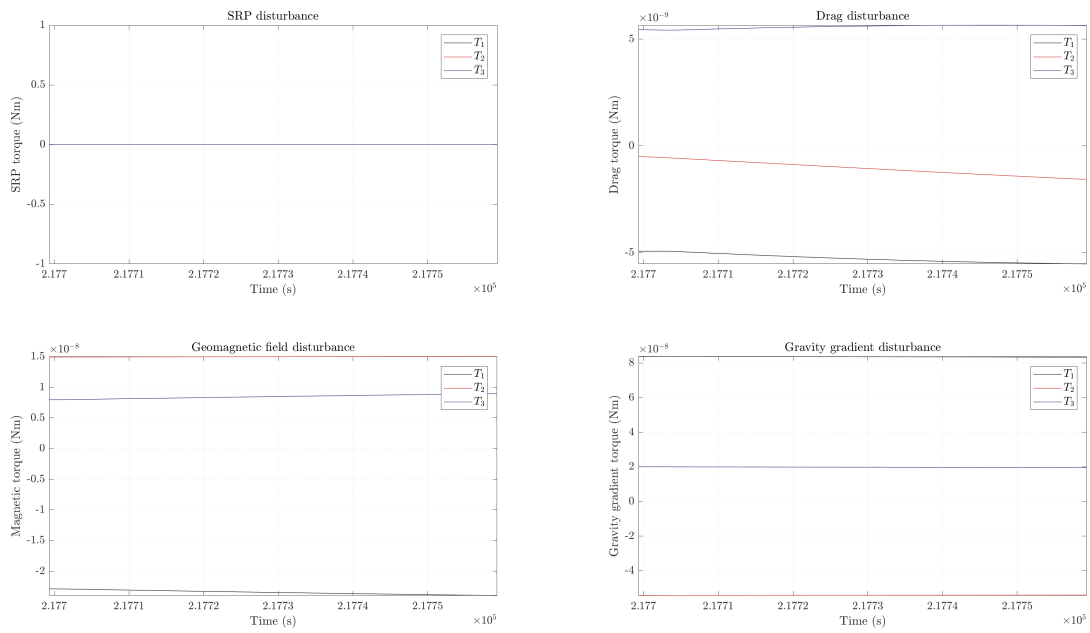 SRP disturbance
1
0.5
0
-0.5
-1
SRP torque (Nm)
T1
T2
T3
2.177
2.1771
2.1772
2.1773
2.1774
2.1775
Time (s)
×10^5
Drag disturbance
×10^-9
5
0
-5
Drag torque (Nm)
T1
T2
T3
2.177
2.1771
2.1772
2.1773
2.1774
2.1775
Time (s)
×10^5
Geomagnetic field disturbance
×10^-8
1.5
1
0.5
0
-0.5
-1
-1.5
-2
Magnetic torque (Nm)
T1
T2
T3
2.177
2.1771
2.1772
2.1773
2.1774
2.1775
Time (s)
×10^5
Gravity gradient disturbance
×10^-8
8
6
4
2
0
-2
-4
Gravity gradient torque (Nm)
T1
T2
T3
2.177
2.1771
2.1772
2.1773
2.1774
2.1775
Time (s)
×10^5